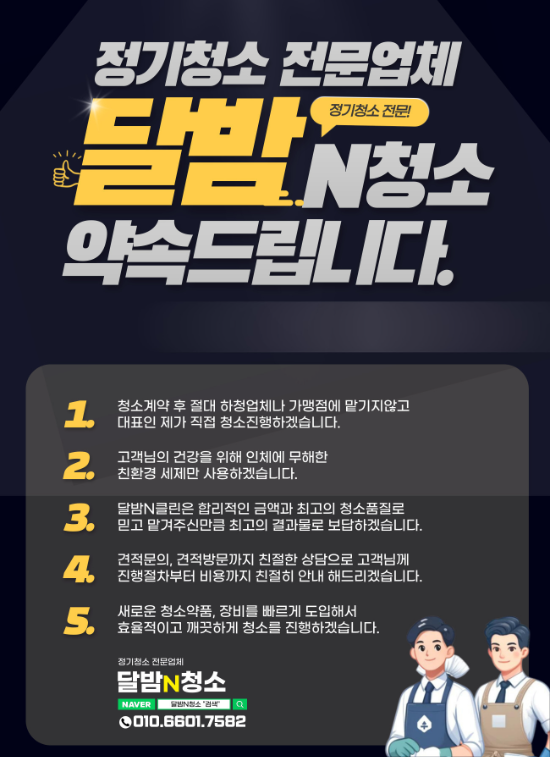 정기청소 전문업체
정기청소 전문!
달밤N청소
약속드립니다.
1. 청소계약 후 절대 하청업체나 가맹점에 맡기지않고
대표인 제가 직접 청소진행하겠습니다.
2. 고객님의 건강을 위해 인체에 무해한
친환경 세제만 사용하겠습니다.
3. 달밤N클린은 합리적인 금액과 최고의 청소품질로
믿고 맡겨주신만큼 최고의 결과물로 보답하겠습니다.
4. 견적문의, 견적방문까지 친절한 상담으로 고객님께
진행절차부터 비용까지 친절히 안내 해드리겠습니다.
5. 새로운 청소약품, 장비를 빠르게 도입해서
효율적이고 깨끗하게 청소를 진행하겠습니다.
정기청소 전문업체
달밤N청소
NAVER 달밤N청소 "검색"
010.6601.7582